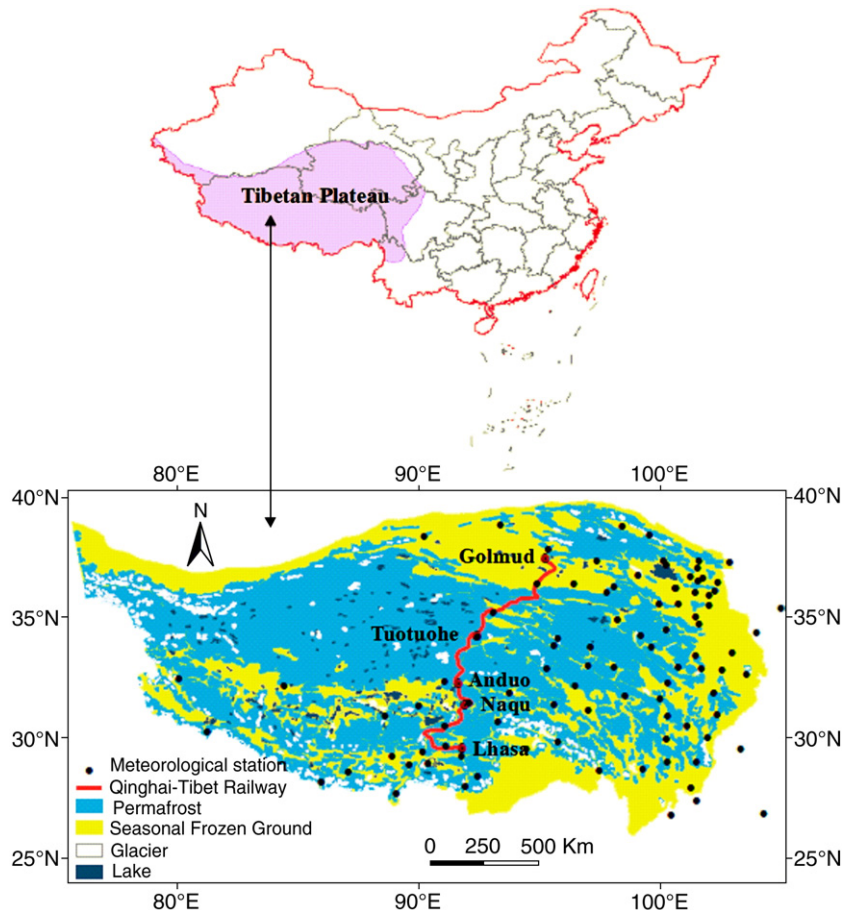 Tibetan Plateau
80°E 90°E 100°E
40°N 40°N
N
Golmud
35°N 35°N
Tuotuohe
Anduo
Naqu
30°N 30°N
Lhasa
Meteorological station
Qinghai-Tibet Railway
Permafrost
Seasonal Frozen Ground
0 250 500 Km
Glacier
25°N 25°N
Lake
80°E 90°E 100°E